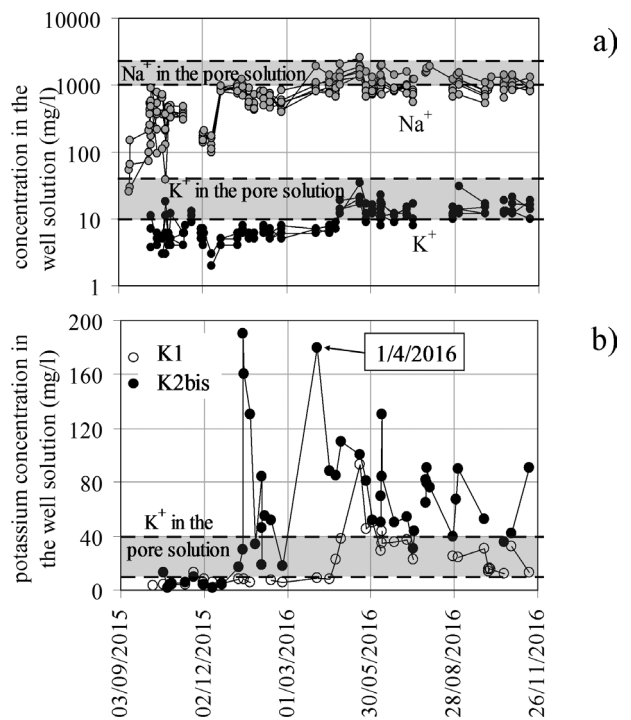 concentration in the
well solution (mg/l)
10000
1000
100
10
1
Na⁺ in the pore solution
Na⁺
K⁺ in the pore solution
K⁺
a)
potassium concentration in
the well solution (mg/l)
200
160
120
80
40
0
K1
K2bis
1/4/2016
K⁺ in the
pore solution
b)
03/09/2015
02/12/2015
01/03/2016
30/05/2016
28/08/2016
26/11/2016